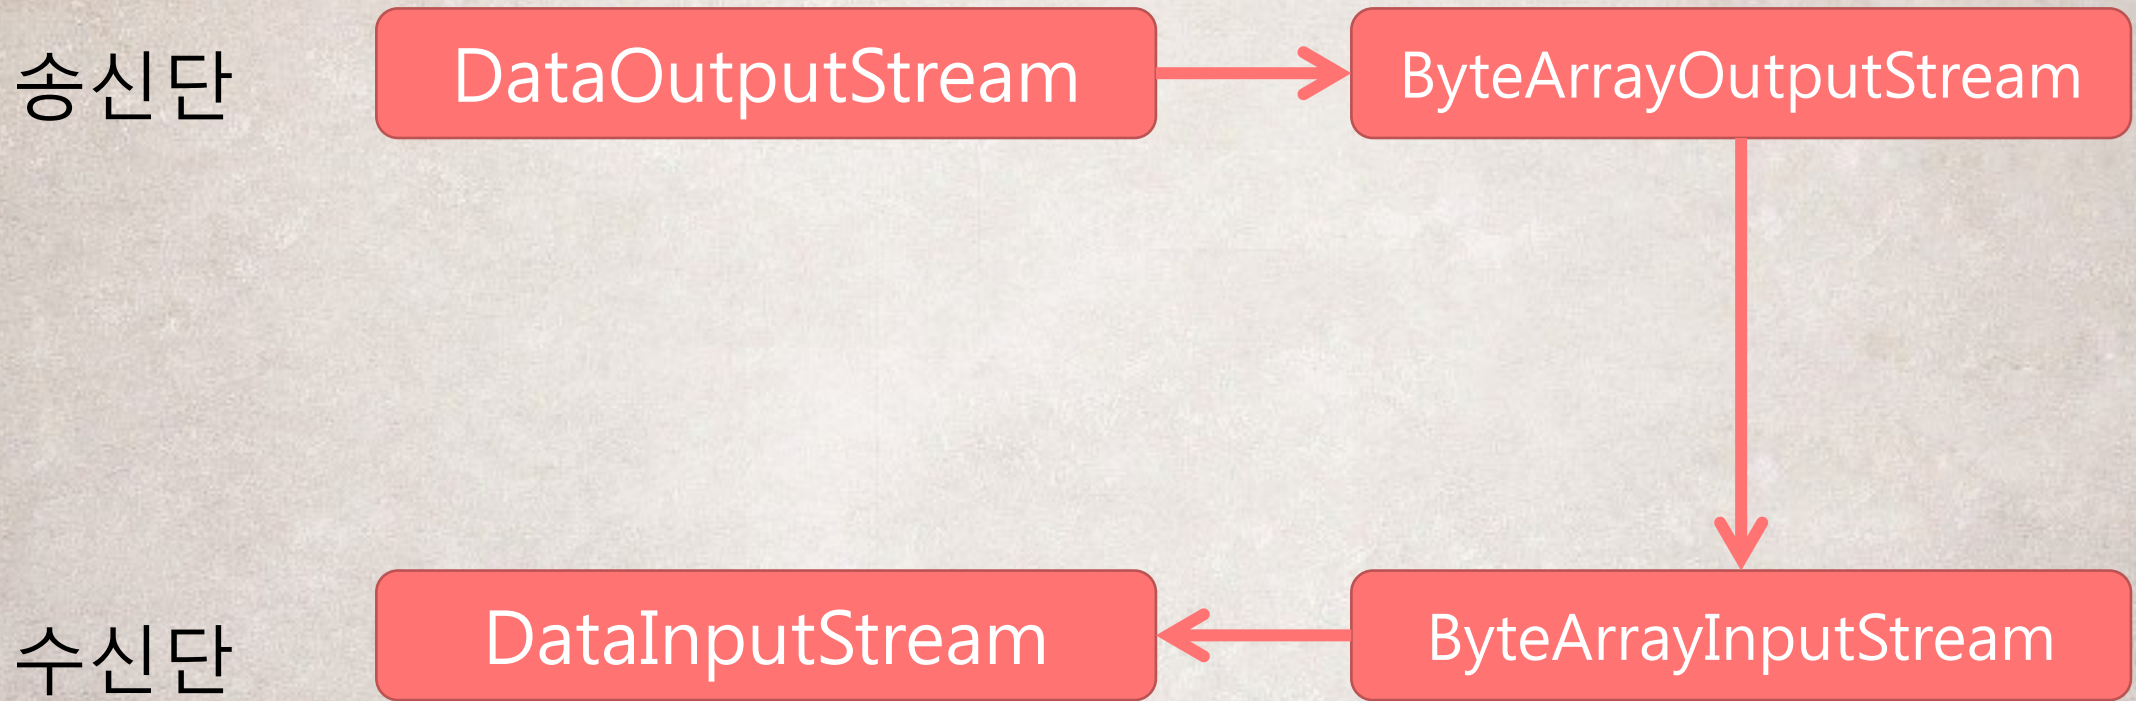 송신단
DataOutputStream
ByteArrayOutputStream
수신단
DataInputStream
ByteArrayInputStream